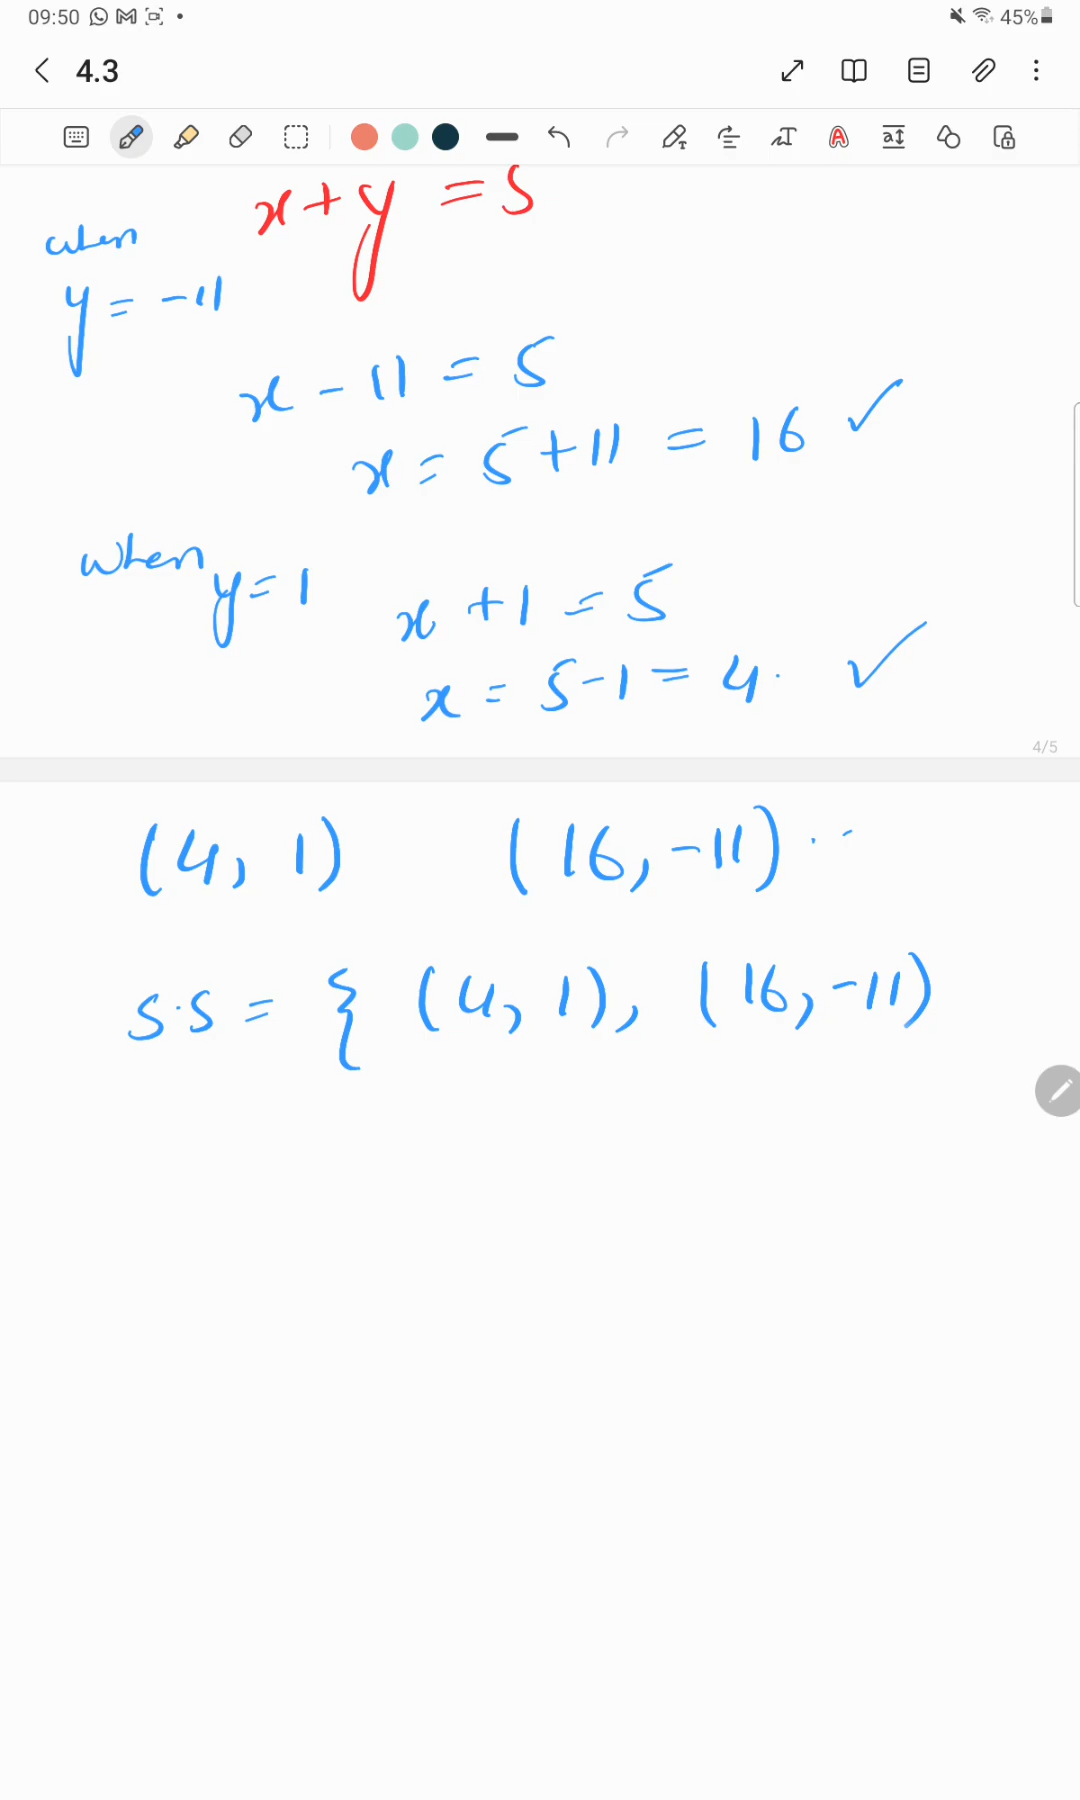 09:50 45%
4.3
x+y = 5
when
y = -11
x - 11 = 5
x = 5 + 11 = 16 ✓
when y = 1
x + 1 = 5
x = 5 - 1 = 4. ✓
4/5
(4, 1) (16, -11) ..
S.S = { (4, 1), (16, -11)